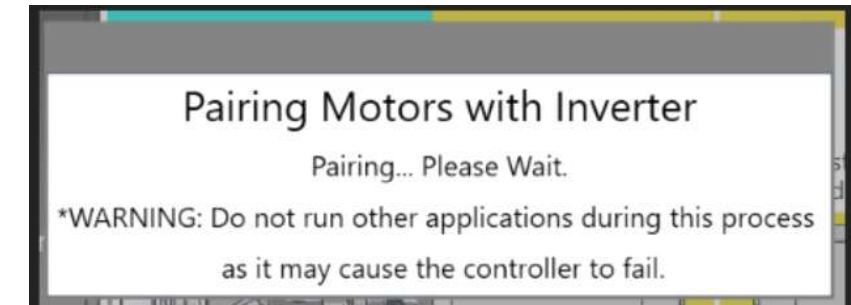 Pairing Motors with Inverter
Pairing... Please Wait.
*WARNING: Do not run other applications during this process
as it may cause the controller to fail.